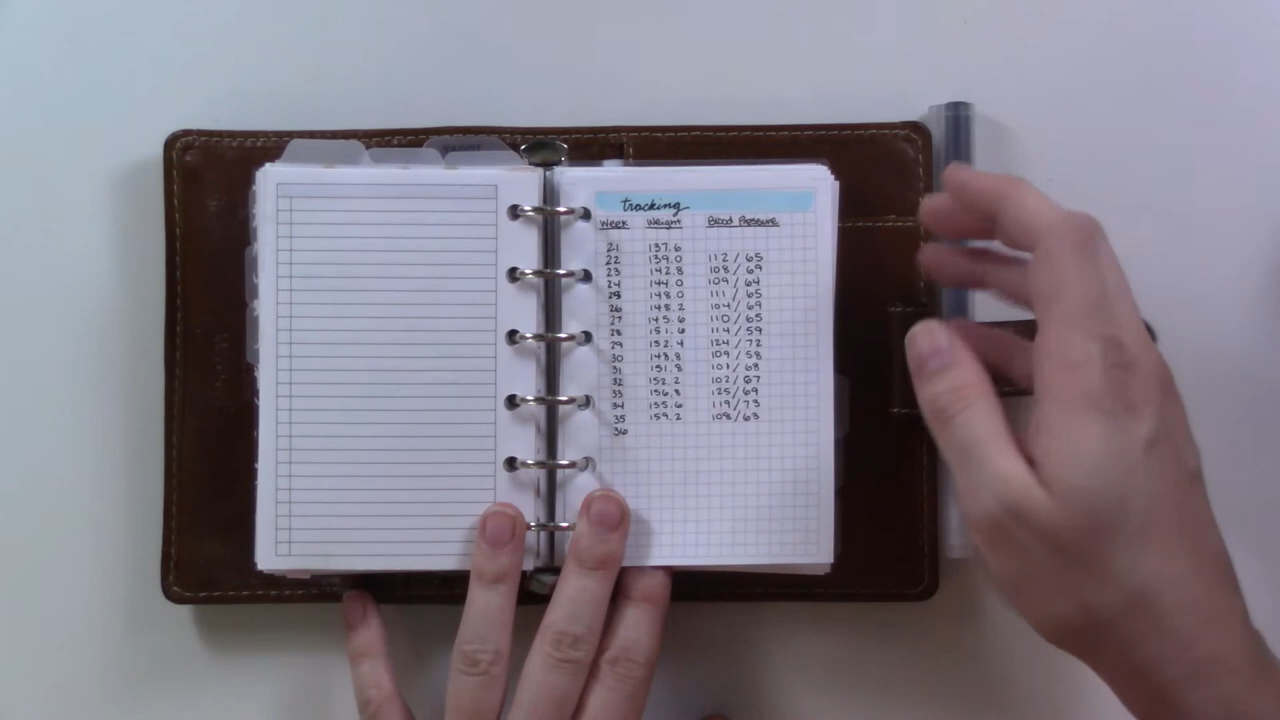 tracking
Week Weight Blood Pressure
21 137.6
22 139.0 112/65
23 142.8 108/69
24 144.0 109/64
25 148.0 111/65
26 148.2 104/69
27 145.6 110/65
28 151.6 114/59
29 152.4 124/72
30 148.8 109/58
31 151.8 101/68
32 152.2 102/67
33 156.8 125/69
34 155.6 119/73
35 159.2 108/63
36